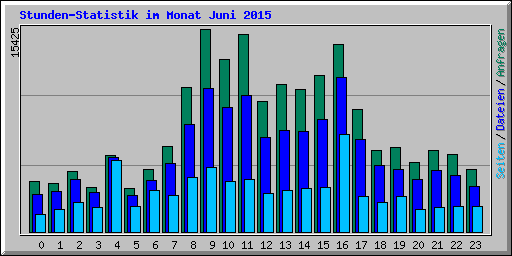 Stunden-Statistik im Monat Juni 2015
15425
Seiten / Dateien / Anfragen
0 1 2 3 4 5 6 7 8 9 10 11 12 13 14 15 16 17 18 19 20 21 22 23